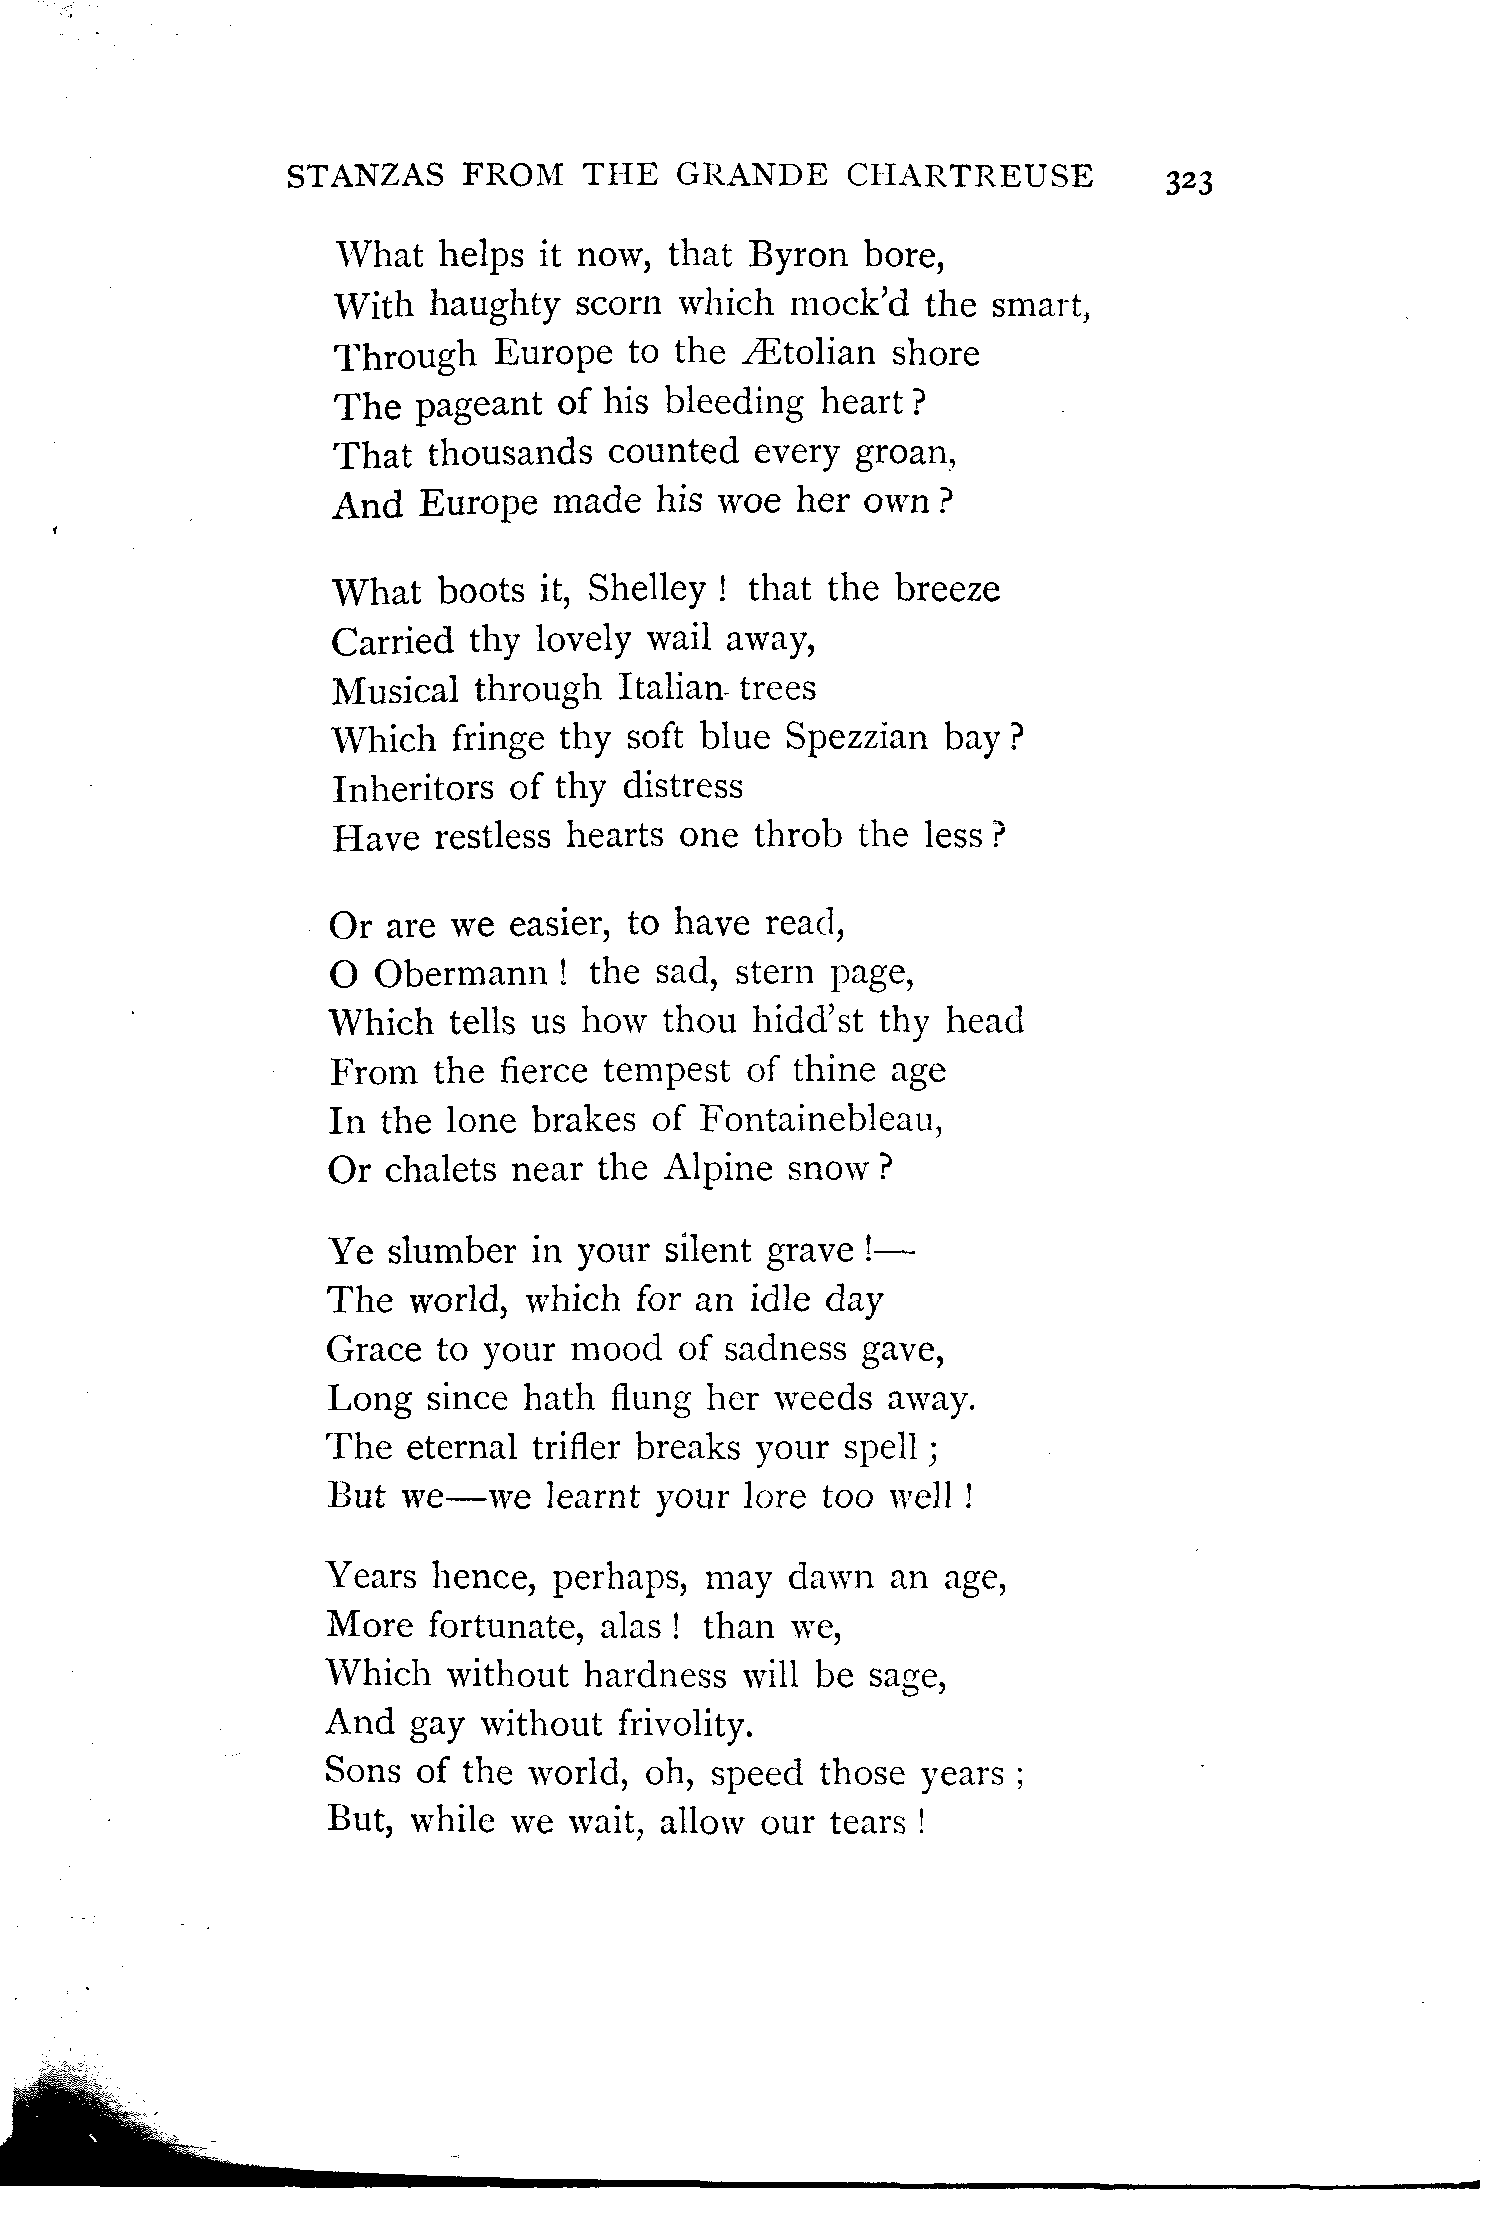 STANZAS FROM THE GRANDE CHARTREUSE 323
What helps it now, that Byron bore,
With haughty scorn which mock'd the smart,
Through Europe to the Ætolian shore
The pageant of his bleeding heart?
That thousands counted every groan,
And Europe made his woe her own?
What boots it, Shelley! that the breeze
Carried thy lovely wail away,
Musical through Italian trees
Which fringe thy soft blue Spezzian bay?
Inheritors of thy distress
Have restless hearts one throb the less?
Or are we easier, to have read,
O Obermann! the sad, stern page,
Which tells us how thou hidd'st thy head
From the fierce tempest of thine age
In the lone brakes of Fontainebleau,
Or chalets near the Alpine snow?
Ye slumber in your silent grave!—
The world, which for an idle day
Grace to your mood of sadness gave,
Long since hath flung her weeds away.
The eternal trifler breaks your spell;
But we—we learnt your lore too well!
Years hence, perhaps, may dawn an age,
More fortunate, alas! than we,
Which without hardness will be sage,
And gay without frivolity.
Sons of the world, oh, speed those years;
But, while we wait, allow our tears!